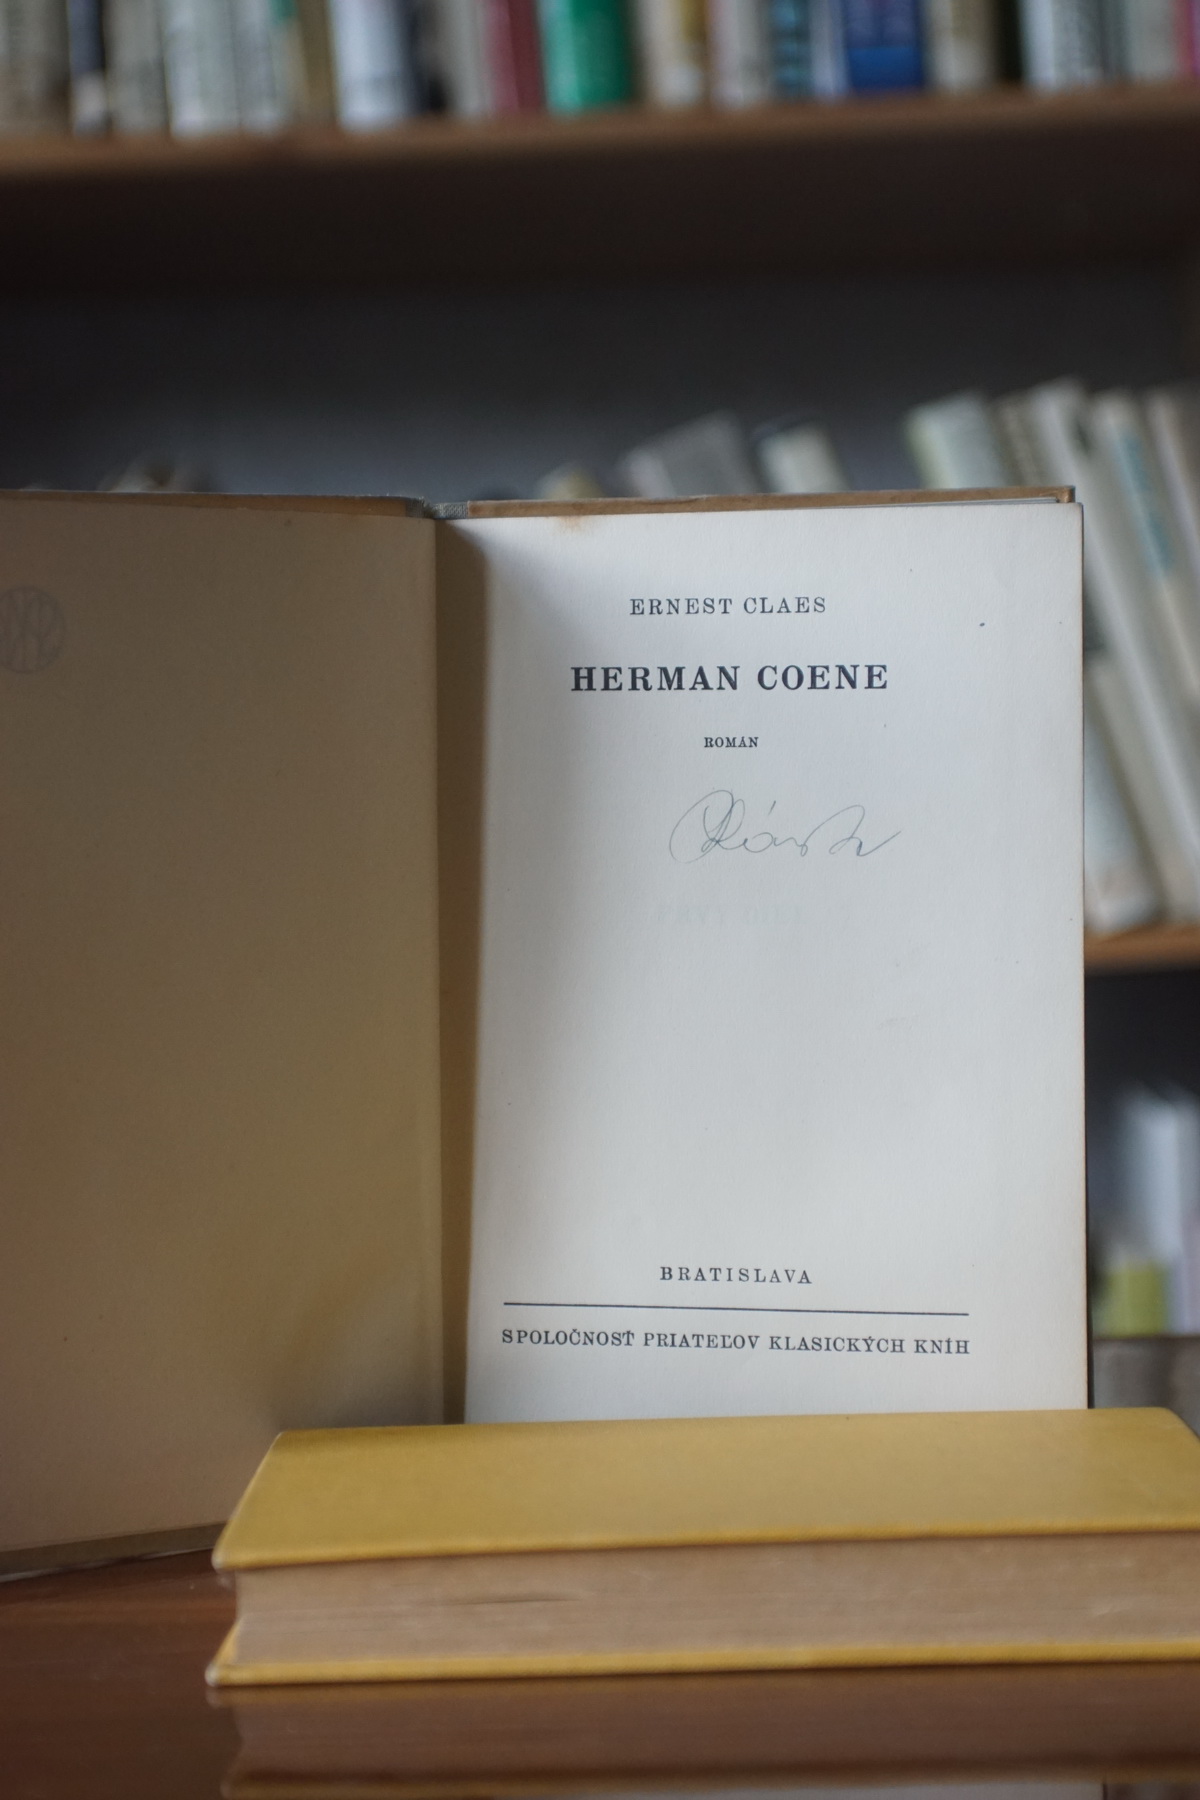 ERNEST CLAES
HERMAN COENE
ROMÁN
BRATISLAVA
SPOLOČNOSŤ PRIATEĽOV KLASICKÝCH KNÍH